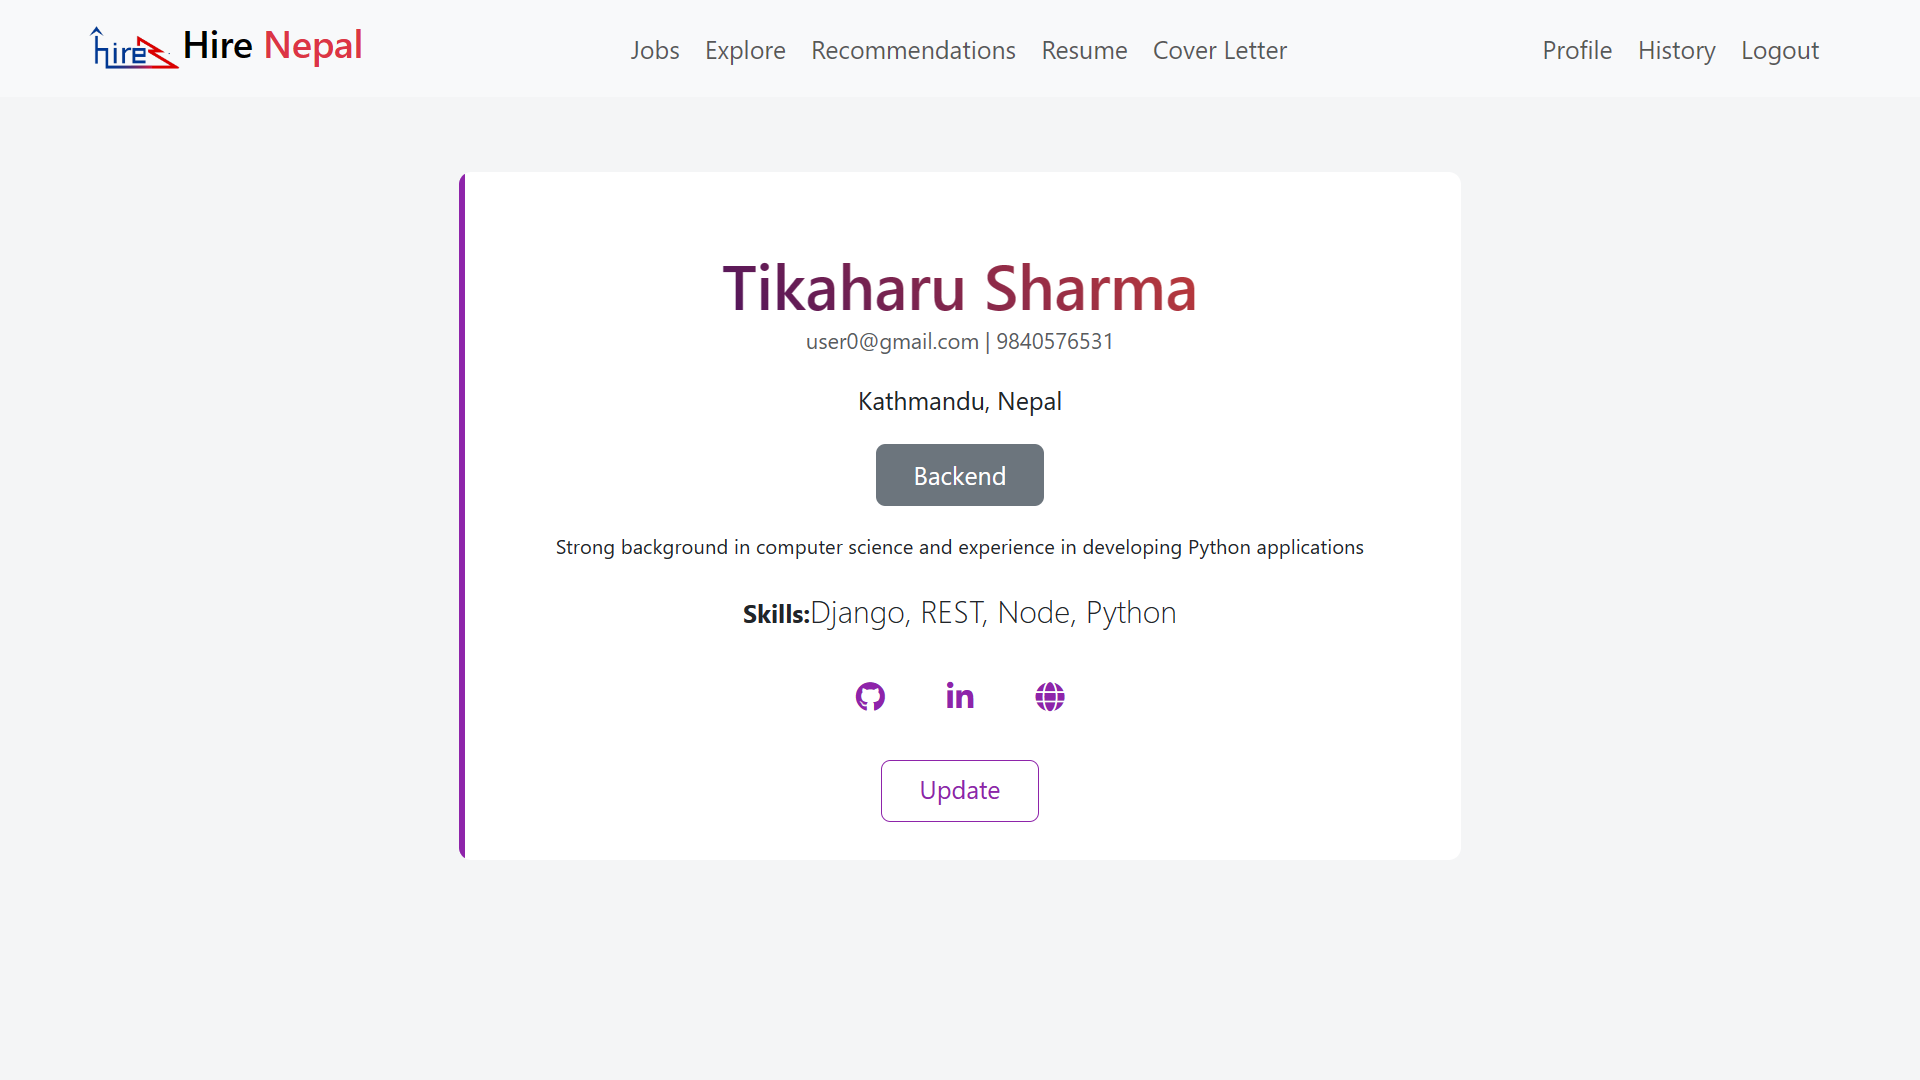 hire Hire Nepal Jobs Explore Recommendations Resume Cover Letter Profile History Logout
Tikaharu Sharma
user0@gmail.com | 9840576531
Kathmandu, Nepal
Backend
Strong background in computer science and experience in developing Python applications
Skills:Django, REST, Node, Python
in
Update